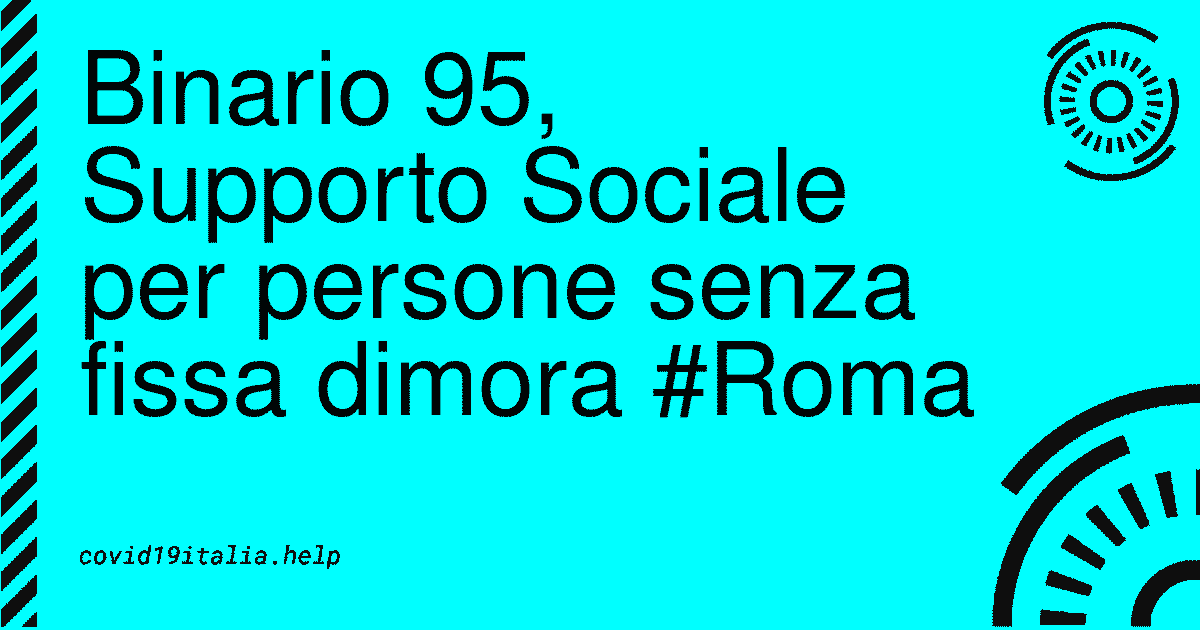 Binario 95,
Supporto Sociale
per persone senza
fissa dimora #Roma
covid19italia.help